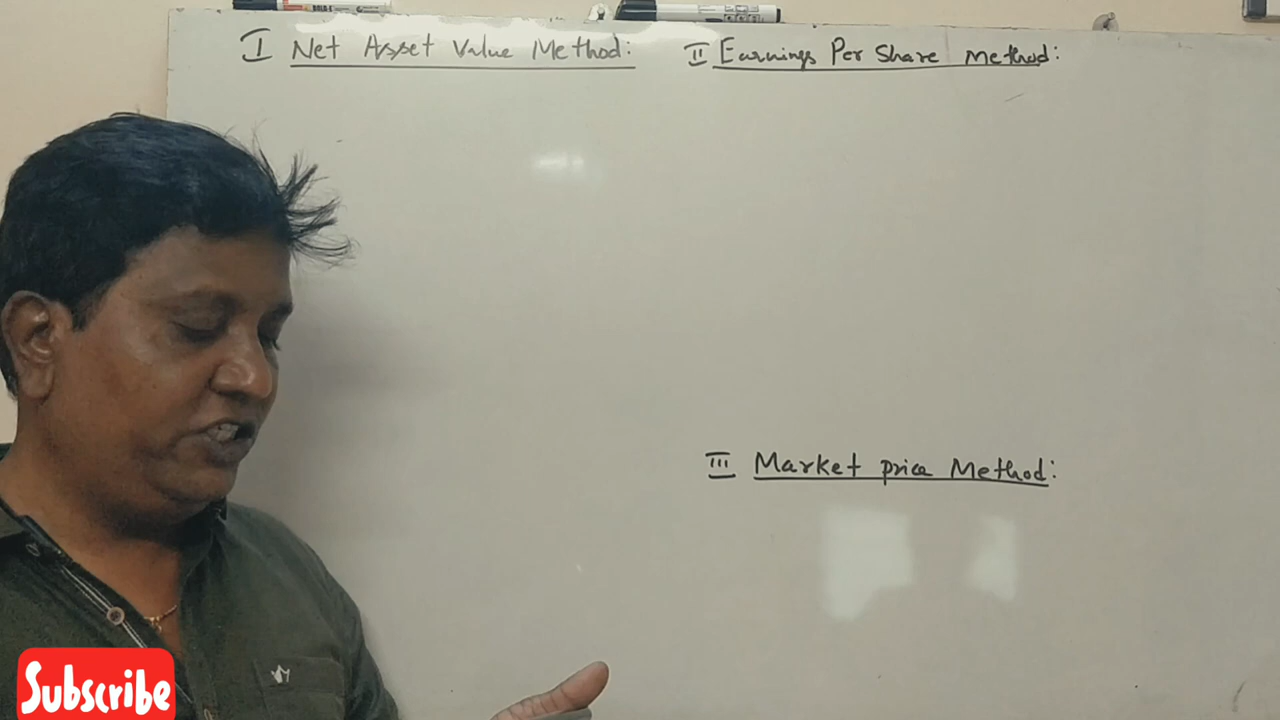 I Net Asset Value Method:
II Earnings Per Share Method:
III Market price Method:
Subscribe